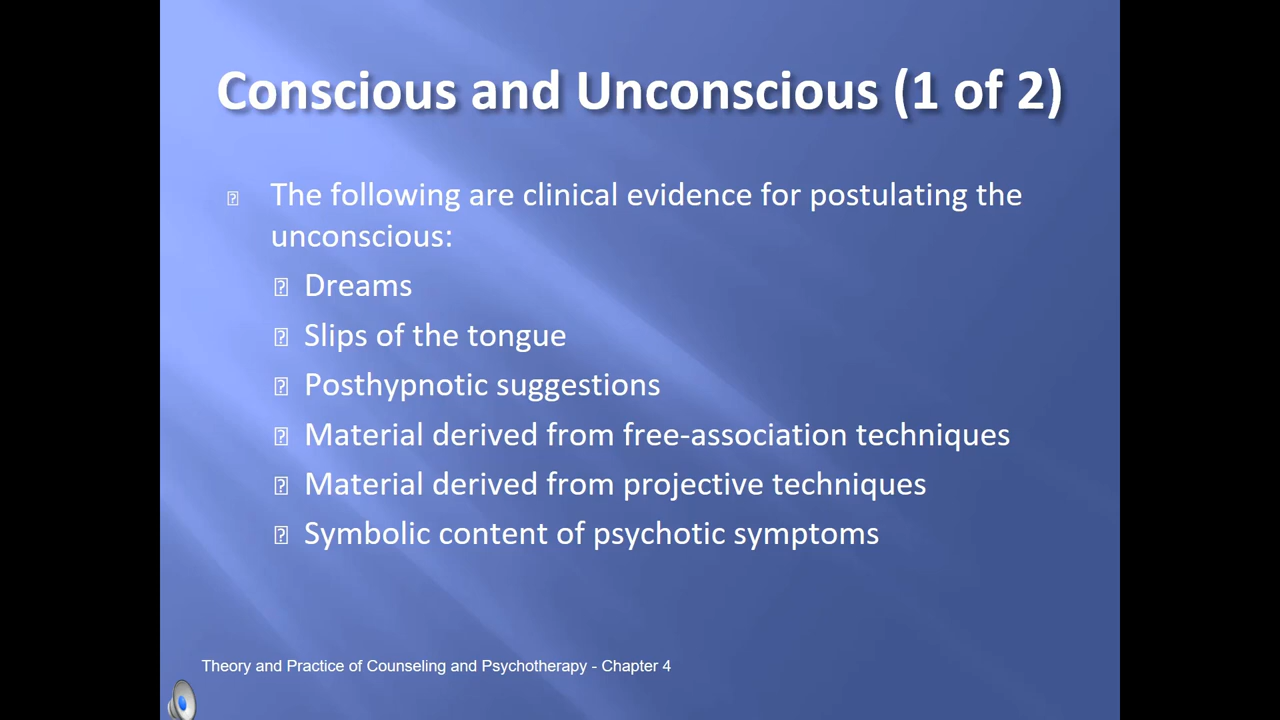 Conscious and Unconscious (1 of 2)
The following are clinical evidence for postulating the
unconscious:
Dreams
Slips of the tongue
Posthypnotic suggestions
Material derived from free-association techniques
Material derived from projective techniques
Symbolic content of psychotic symptoms
Theory and Practice of Counseling and Psychotherapy - Chapter 4